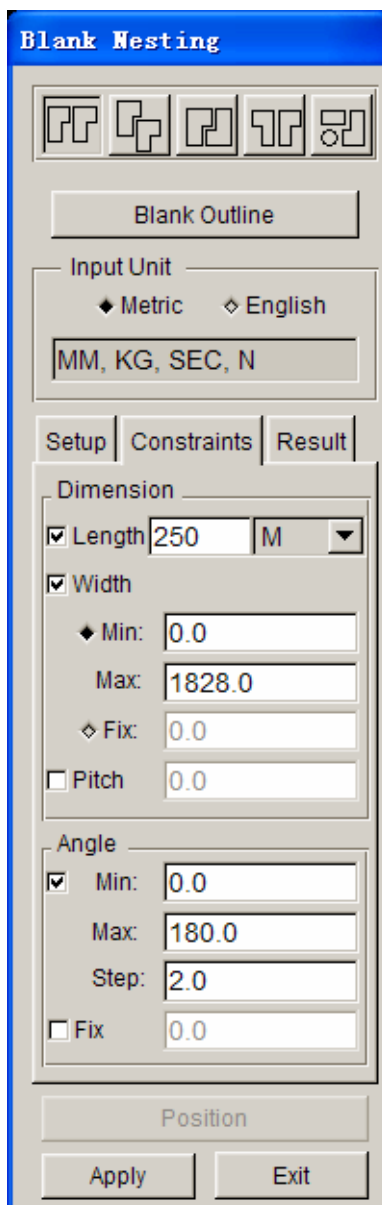 Blank Nesting
Blank Outline
Input Unit
Metric English
MM, KG, SEC, N
Setup Constraints Result
Dimension
Length 250 M
Width
Min: 0.0
Max: 1828.0
Fix: 0.0
Pitch 0.0
Angle
Min: 0.0
Max: 180.0
Step: 2.0
Fix 0.0
Position
Apply Exit